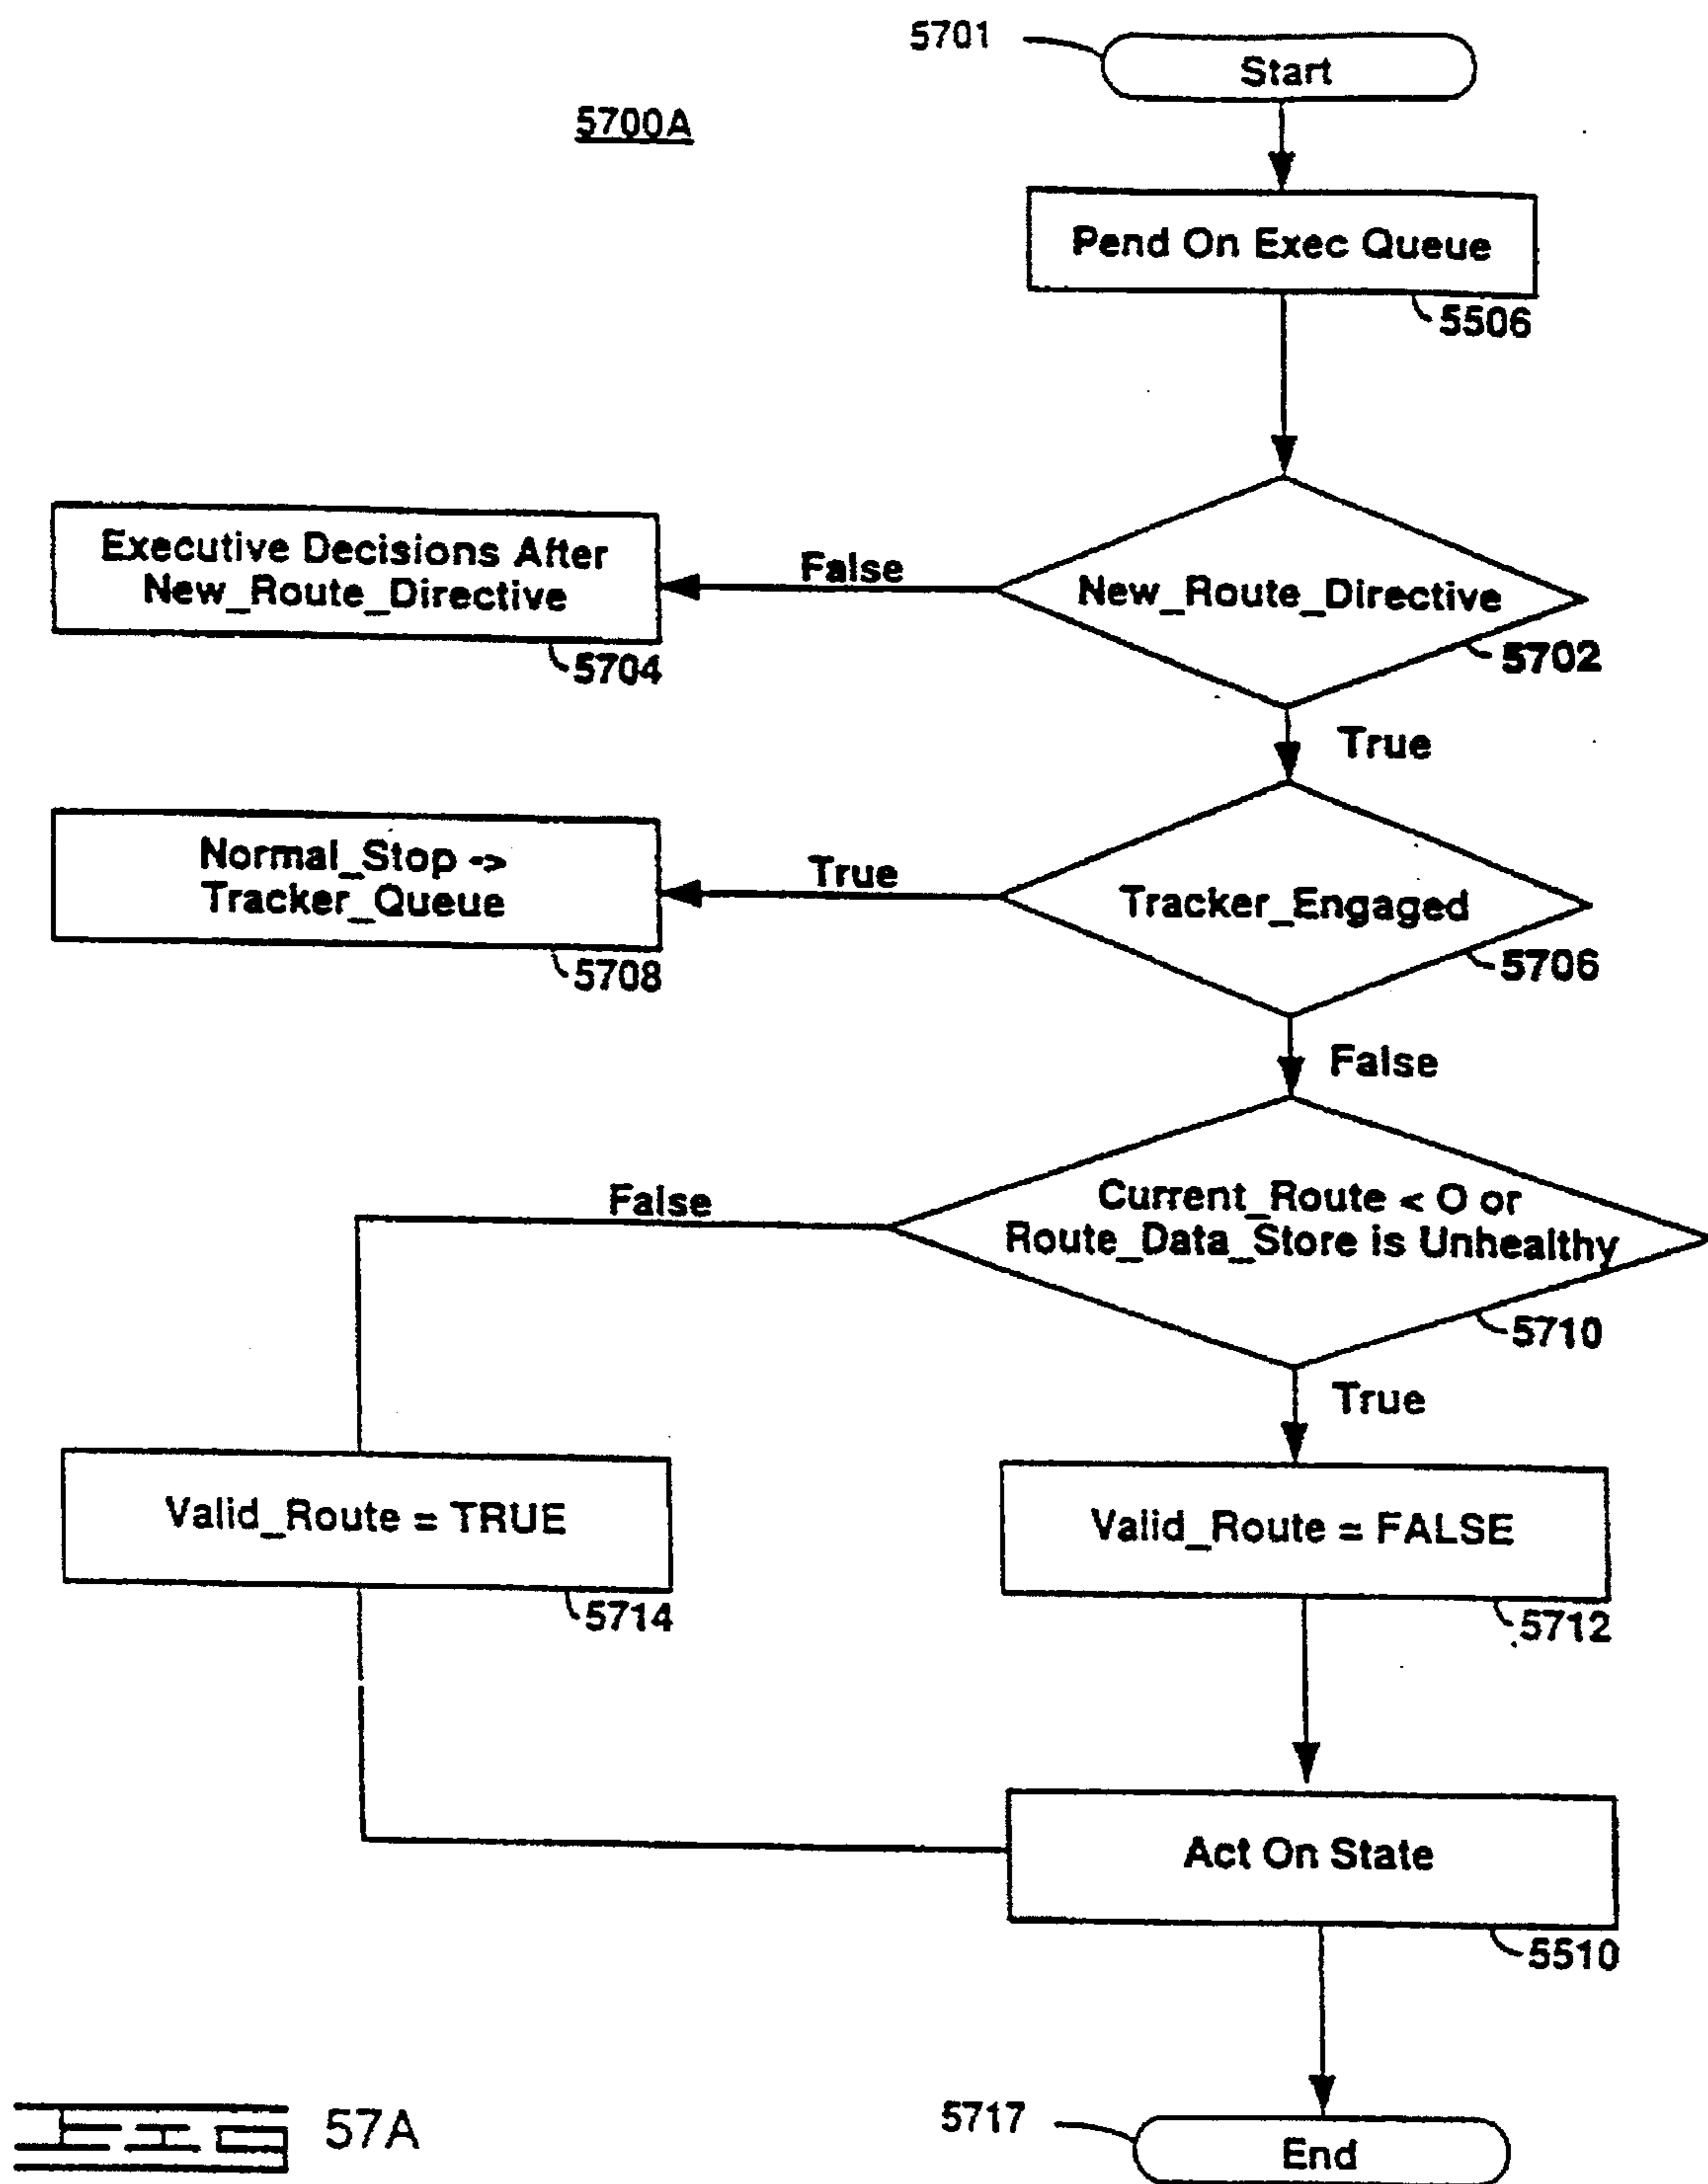 5701
Start
5700A
Pend On Exec Queue
5506
Executive Decisions After
New_Route_Directive
5704
False
New_Route_Directive
5702
True
Normal_Stop ->
Tracker_Queue
5708
True
Tracker_Engaged
5706
False
False
Current_Route < O or
Route_Data_Store is Unhealthy
5710
True
Valid_Route = TRUE
5714
Valid_Route = FALSE
5712
Act On State
5510
FIG 57A
5717
End